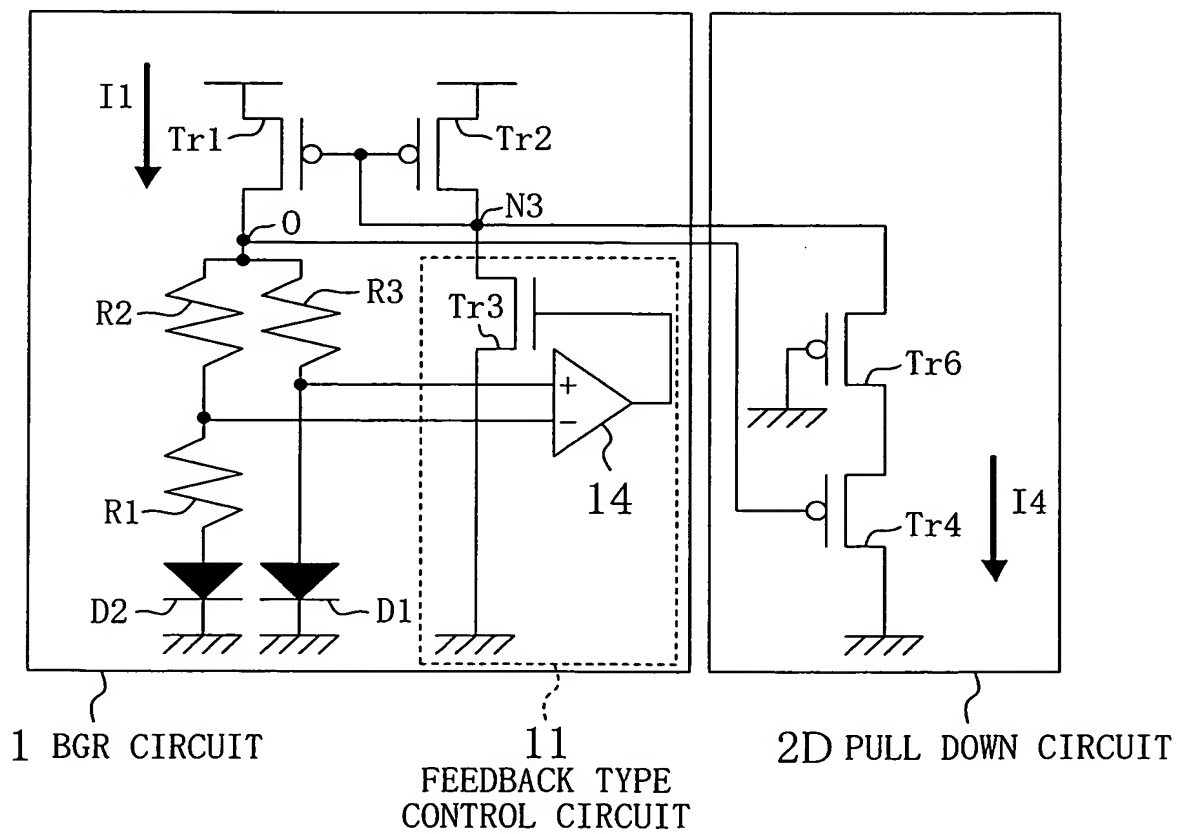 I1
Tr1
Tr2
O
N3
R2
R3
Tr3
+
−
Tr6
14
R1
Tr4
I4
D2
D1
1 BGR CIRCUIT
11
FEEDBACK TYPE
CONTROL CIRCUIT
2D PULL DOWN CIRCUIT